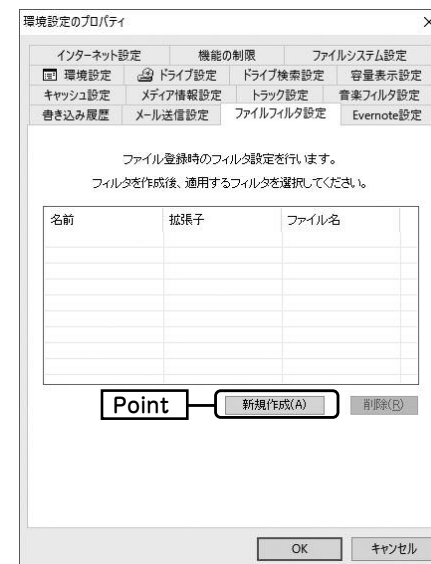 環境設定のプロパティ ×
インターネット設定 機能の制限 ファイルシステム設定
環境設定 ドライブ設定 ドライブ検索設定 容量表示設定
キャッシュ設定 メディア情報設定 トラック設定 音楽フィルタ設定
書き込み履歴 メール送信設定 ファイルフィルタ設定 Evernote設定
ファイル登録時のフィルタ設定を行います。
フィルタを作成後、適用するフィルタを選択してください。
名前 拡張子 ファイル名
Point 新規作成(A) 削除(R)
OK キャンセル